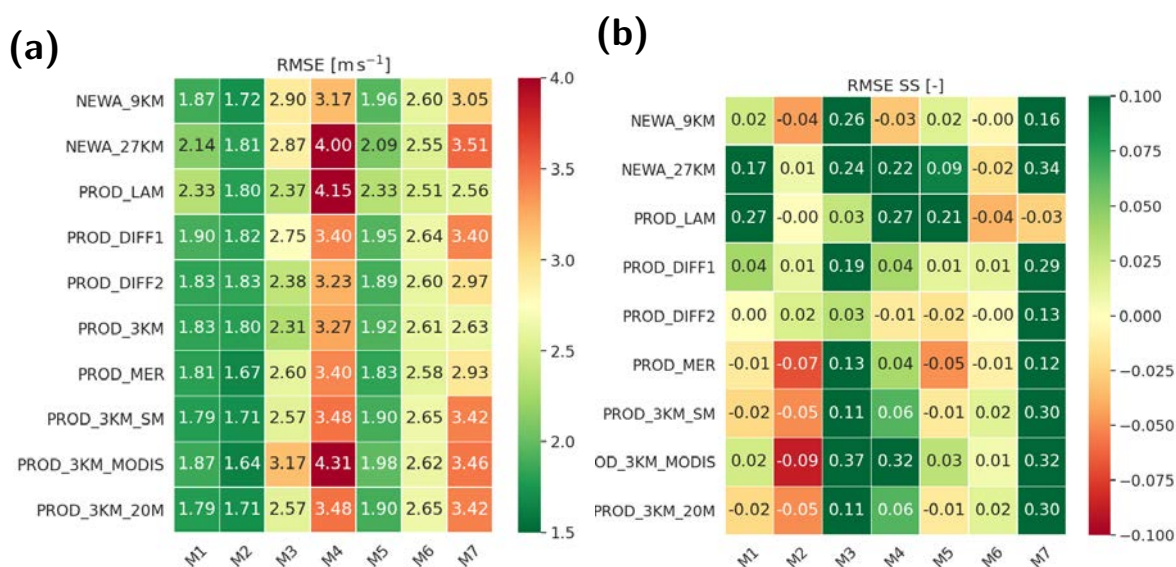 (a)
RMSE [m s⁻¹]
NEWA_9KM 1.87 1.72 2.90 3.17 1.96 2.60 3.05
NEWA_27KM 2.14 1.81 2.87 4.00 2.09 2.55 3.51
PROD_LAM 2.33 1.80 2.37 4.15 2.33 2.51 2.56
PROD_DIFF1 1.90 1.82 2.75 3.40 1.95 2.64 3.40
PROD_DIFF2 1.83 1.83 2.38 3.23 1.89 2.60 2.97
PROD_3KM 1.83 1.80 2.31 3.27 1.92 2.61 2.63
PROD_MER 1.81 1.67 2.60 3.40 1.83 2.58 2.93
PROD_3KM_SM 1.79 1.71 2.57 3.48 1.90 2.65 3.42
PROD_3KM_MODIS 1.87 1.64 3.17 4.31 1.98 2.62 3.46
PROD_3KM_20M 1.79 1.71 2.57 3.48 1.90 2.65 3.42
M1 M2 M3 M4 M5 M6 M7
4.0
3.5
3.0
2.5
2.0
1.5
(b)
RMSE SS [-]
NEWA_9KM 0.02 -0.04 0.26 -0.03 0.02 -0.00 0.16
NEWA_27KM 0.17 0.01 0.24 0.22 0.09 -0.02 0.34
PROD_LAM 0.27 -0.00 0.03 0.27 0.21 -0.04 -0.03
PROD_DIFF1 0.04 0.01 0.19 0.04 0.01 0.01 0.29
PROD_DIFF2 0.00 0.02 0.03 -0.01 -0.02 -0.00 0.13
PROD_MER -0.01 -0.07 0.13 0.04 -0.05 -0.01 0.12
PROD_3KM_SM -0.02 -0.05 0.11 0.06 -0.01 0.02 0.30
OD_3KM_MODIS 0.02 -0.09 0.37 0.32 0.03 0.01 0.32
PROD_3KM_20M -0.02 -0.05 0.11 0.06 -0.01 0.02 0.30
M1 M2 M3 M4 M5 M6 M7
0.100
0.075
0.050
0.025
0.000
−0.025
−0.050
−0.075
−0.100